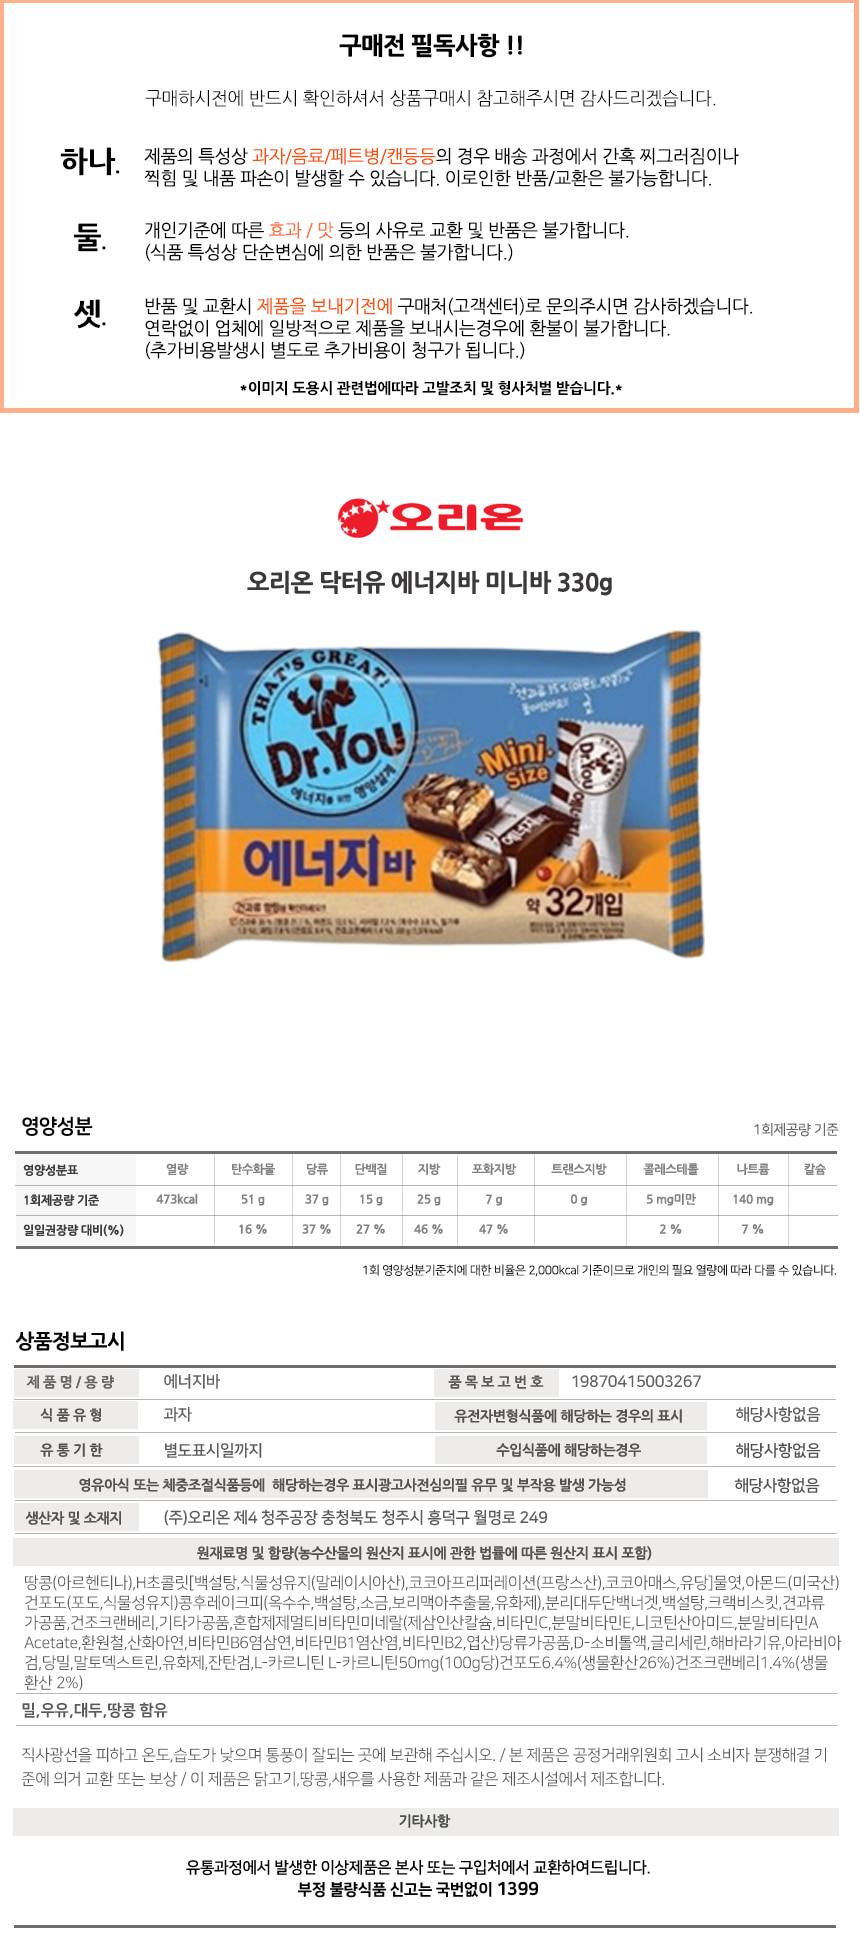 구매전 필독사항 !!
구매하시전에 반드시 확인하셔서 상품구매시 참고해주시면 감사드리겠습니다.
하나. 제품의 특성상 과자/음료/페트병/캔등등의 경우 배송 과정에서 간혹 찌그러짐이나
찍힘 및 내품 파손이 발생할 수 있습니다. 이로인한 반품/교환은 불가능합니다.
둘. 개인기준에 따른 효과 / 맛 등의 사유로 교환 및 반품은 불가합니다.
(식품 특성상 단순변심에 의한 반품은 불가합니다.)
셋. 반품 및 교환시 제품을 보내기전에 구매처(고객센터)로 문의주시면 감사하겠습니다.
연락없이 업체에 일방적으로 제품을 보내시는경우에 환불이 불가합니다.
(추가비용발생시 별도로 추가비용이 청구가 됩니다.)
*이미지 도용시 관련법에따라 고발조치 및 형사처벌 받습니다.*
오리온
오리온 닥터유 에너지바 미니바 330g
THAT'S GREAT!
Dr.You
에너지를 위한 영양설계
Mini Size
Dr.You
에너지바
에너지바
약 32개입
영양성분
1회제공량 기준
영양성분표 열량 탄수화물 당류 단백질 지방 포화지방 트랜스지방 콜레스테롤 나트륨 칼슘
1회제공량 기준 473kcal 51 g 37 g 15 g 25 g 7 g 0 g 5 mg미만 140 mg
일일권장량 대비(%) 16 % 37 % 27 % 46 % 47 % 2 % 7 %
1회 영양성분기준치에 대한 비율은 2,000kcal 기준이므로 개인의 필요 열량에 따라 다를 수 있습니다.
상품정보고시
제 품 명 / 용 량 에너지바 품 목 보 고 번 호 19870415003267
식 품 유 형 과자 유전자변형식품에 해당하는 경우의 표시 해당사항없음
유 통 기 한 별도표시일까지 수입식품에 해당하는경우 해당사항없음
영유아식 또는 체중조절식품등에 해당하는경우 표시광고사전심의필 유무 및 부작용 발생 가능성 해당사항없음
생산자 및 소재지 (주)오리온 제4 청주공장 충청북도 청주시 흥덕구 월명로 249
원재료명 및 함량(농수산물의 원산지 표시에 관한 법률에 따른 원산지 표시 포함)
땅콩(아르헨티나),H초콜릿[백설탕,식물성유지(말레이시아산),코코아프리퍼레이션(프랑스산),코코아매스,유당]물엿,아몬드(미국산)
건포도(포도,식물성유지)콩후레이크피(옥수수,백설탕,소금,보리맥아추출물,유화제),분리대두단백너겟,백설탕,크랙비스킷,견과류
가공품,건조크랜베리,기타가공품,혼합제제멀티비타민미네랄(제삼인산칼슘,비타민C,분말비타민E,니코틴산아미드,분말비타민A
Acetate,환원철,산화아연,비타민B6염삼연,비타민B1염산염,비타민B2,엽산)당류가공품,D-소비톨액,글리세린,해바라기유,아라비아
검,당밀,말토덱스트린,유화제,잔탄검,L-카르니틴 L-카르니틴50mg(100g당)건포도6.4%(생물환산26%)건조크랜베리1.4%(생물
환산 2%)
밀,우유,대두,땅콩 함유
직사광선을 피하고 온도,습도가 낮으며 통풍이 잘되는 곳에 보관해 주십시오. / 본 제품은 공정거래위원회 고시 소비자 분쟁해결 기
준에 의거 교환 또는 보상 / 이 제품은 닭고기,땅콩,새우를 사용한 제품과 같은 제조시설에서 제조합니다.
기타사항
유통과정에서 발생한 이상제품은 본사 또는 구입처에서 교환하여드립니다.
부정 불량식품 신고는 국번없이 1399